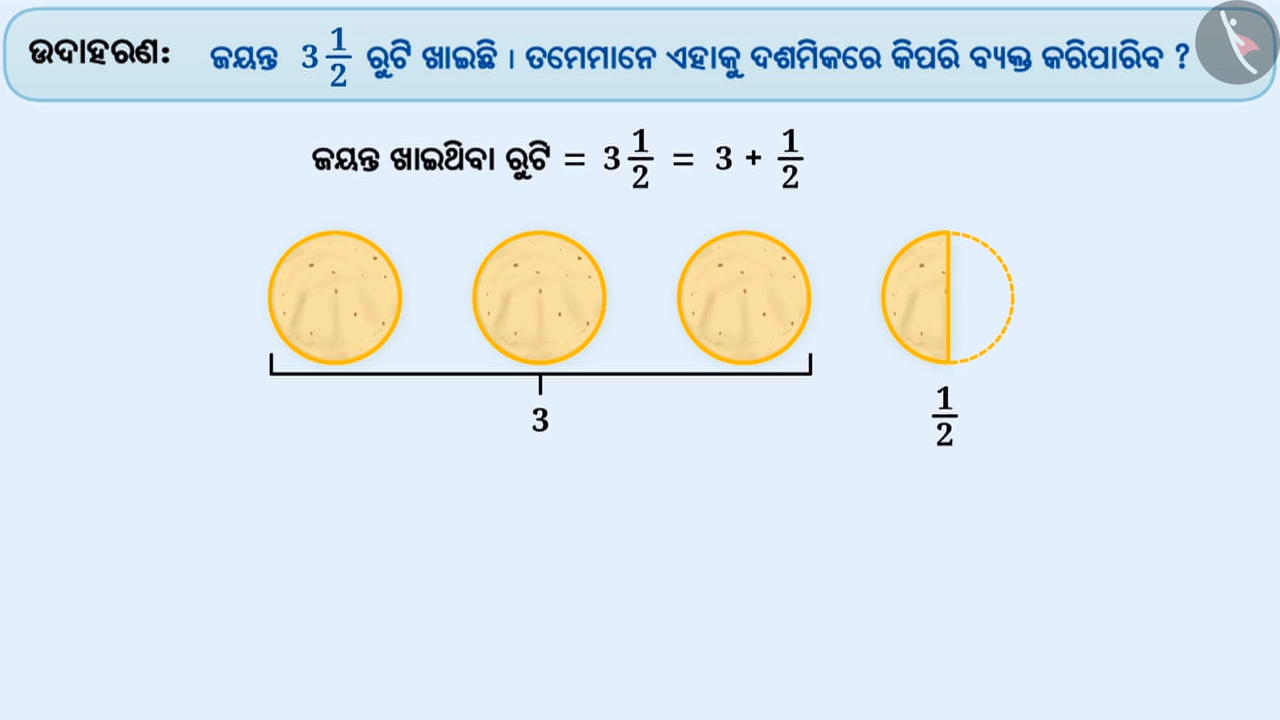 ଉଦାହରଣ: ଜୟନ୍ତ 3 1/2 ରୁଟି ଖାଇଛି । ତମେମାନେ ଏହାକୁ ଦଶମିକରେ କିପରି ବ୍ୟକ୍ତ କରିପାରିବ ?
ଜୟନ୍ତ ଖାଇଥିବା ରୁଟି = 3 1/2 = 3 + 1/2
3
1/2